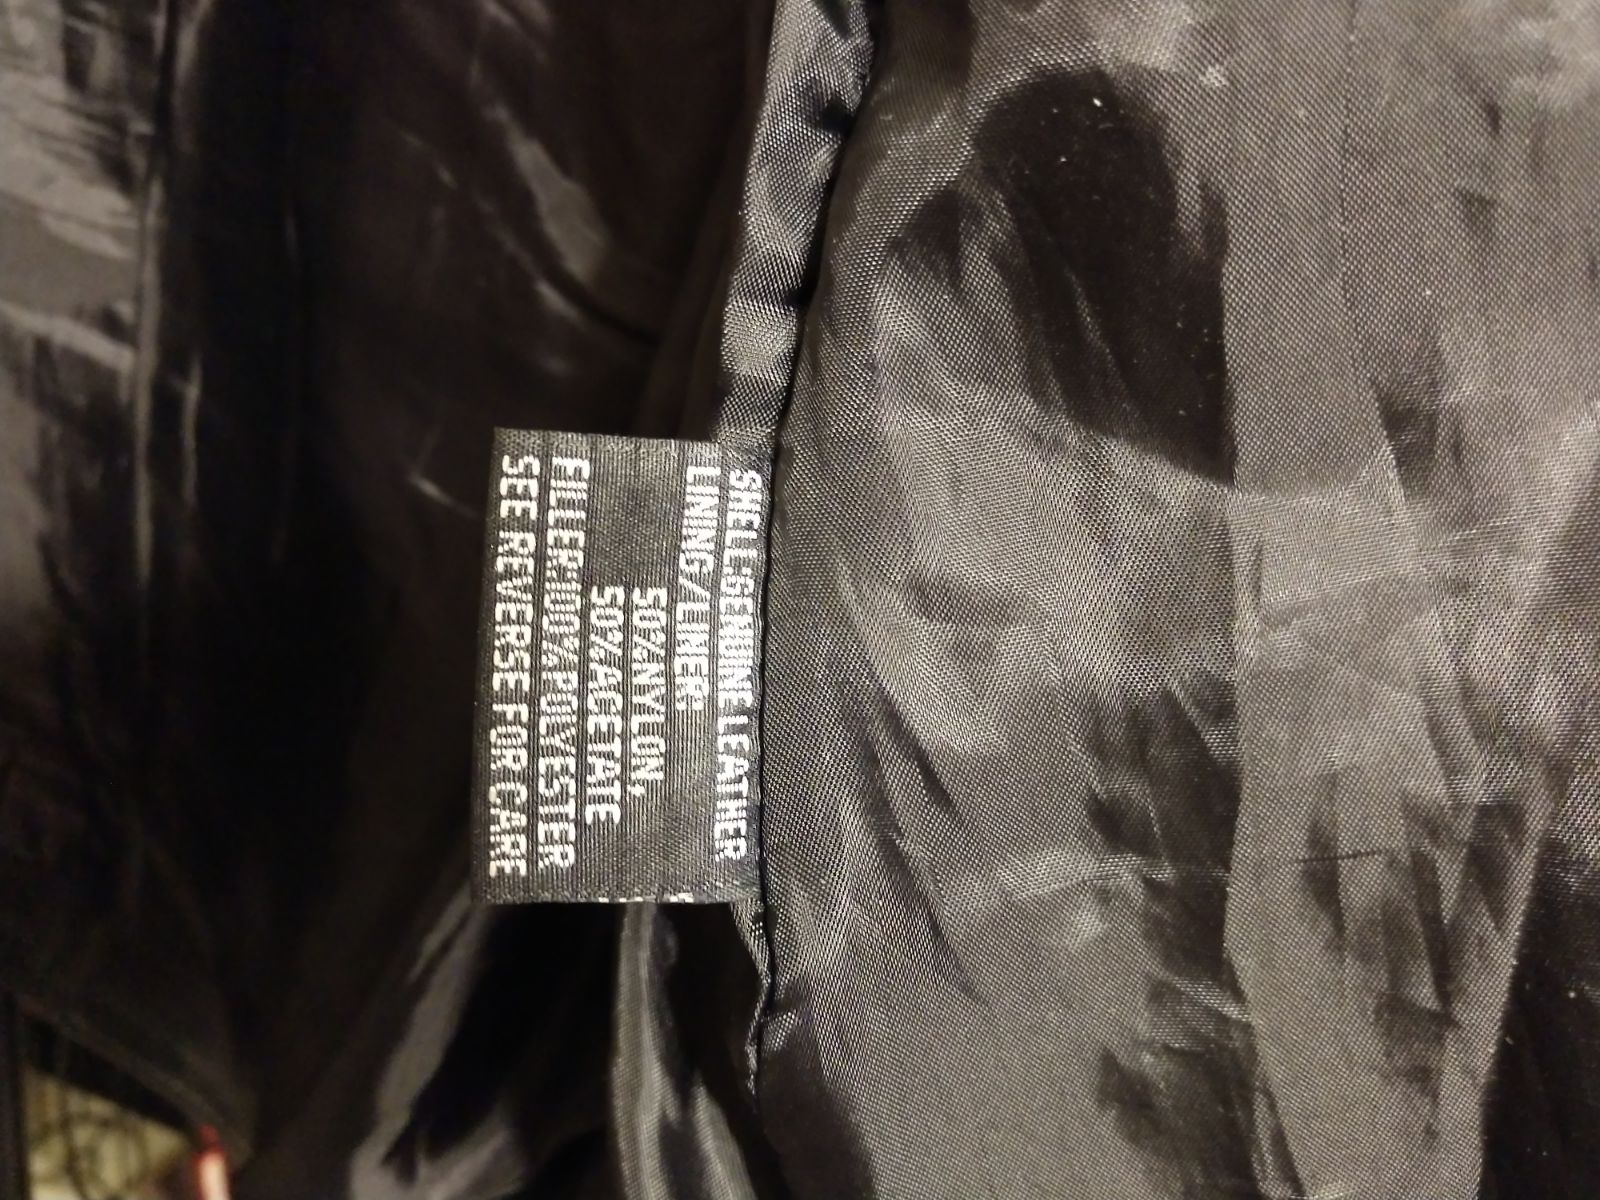 SHELL:GENUINE LEATHER
LINING/LINER
50%NYLON,
50%ACETATE
FILLER:100%POLYESTER
SEE REVERSE FOR CARE